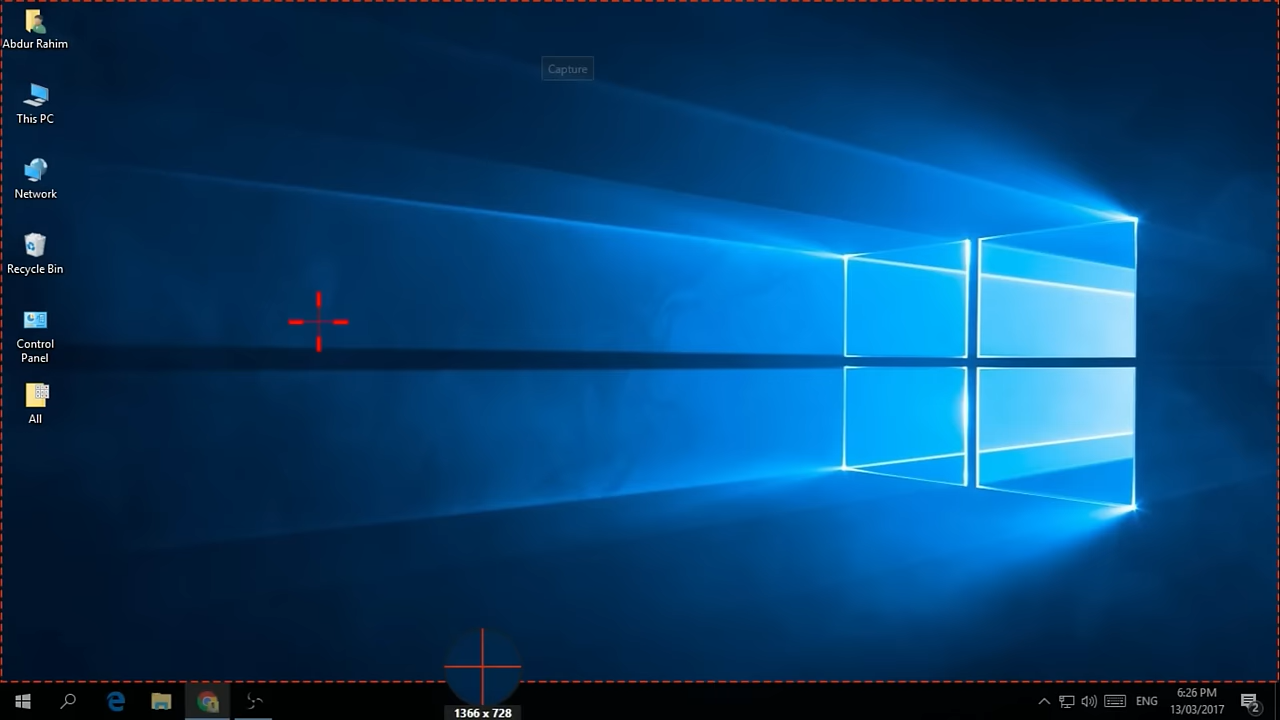 Abdur Rahim
Capture
This PC
Network
Recycle Bin
Control
Panel
All
1366 x 728
ENG
6:26 PM
13/03/2017
2